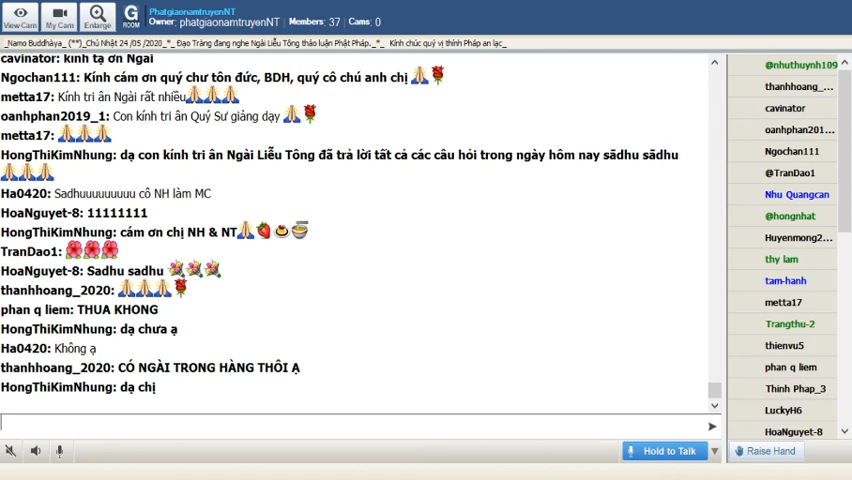 View Cam
My Cam
Enlarge
G ROOM
PhatgiaonamtruyenNT
Owner: phatgiaonamtruyenNT Members: 37 Cams: 0
_Namo Buddhàya_ (**)_Chủ Nhật 24 /05 /2020_*_ Đạo Tràng đang nghe Ngài Liễu Tông thảo luận Phật Pháp._*_ Kính chúc quý vị thính Pháp an lạc_
cavinator: kính tạ ơn Ngài
Ngochan111: Kính cám ơn quý chư tôn đức, BDH, quý cô chú anh chị
metta17: Kính tri ân Ngài rất nhiều
oanhphan2019_1: Con kính tri ân Quý Sư giảng dạy
metta17:
HongThiKimNhung: dạ con kính tri ân Ngài Liễu Tông đã trả lời tất cả các câu hỏi trong ngày hôm nay sādhu sādhu
Ha0420: Sadhuuuuuuuuu cô NH làm MC
HoaNguyet-8: 11111111
HongThiKimNhung: cám ơn chị NH & NT
TranDao1:
HoaNguyet-8: Sadhu sadhu
thanhhoang_2020:
phan q liem: THUA KHONG
HongThiKimNhung: dạ chưa ạ
Ha0420: Không ạ
thanhhoang_2020: CÓ NGÀI TRONG HÀNG THÔI Ạ
HongThiKimNhung: dạ chị
@nhuthuynh109
thanhhoang_...
cavinator
oanhphan201...
Ngochan111
@TranDao1
Nhu Quangcan
@hongnhat
Huyenmong2...
thy lam
tam-hanh
metta17
Trangthu-2
thienvu5
phan q liem
Thinh Phap_3
LuckyH6
HoaNguyet-8
Hold to Talk
Raise Hand